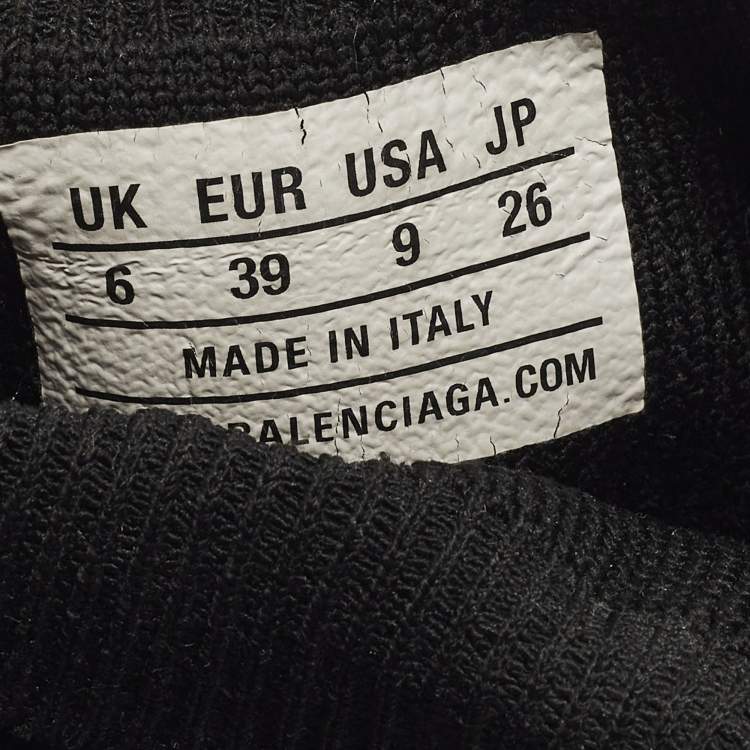 UK EUR USA JP
6 39 9 26
MADE IN ITALY
BALENCIAGA.COM